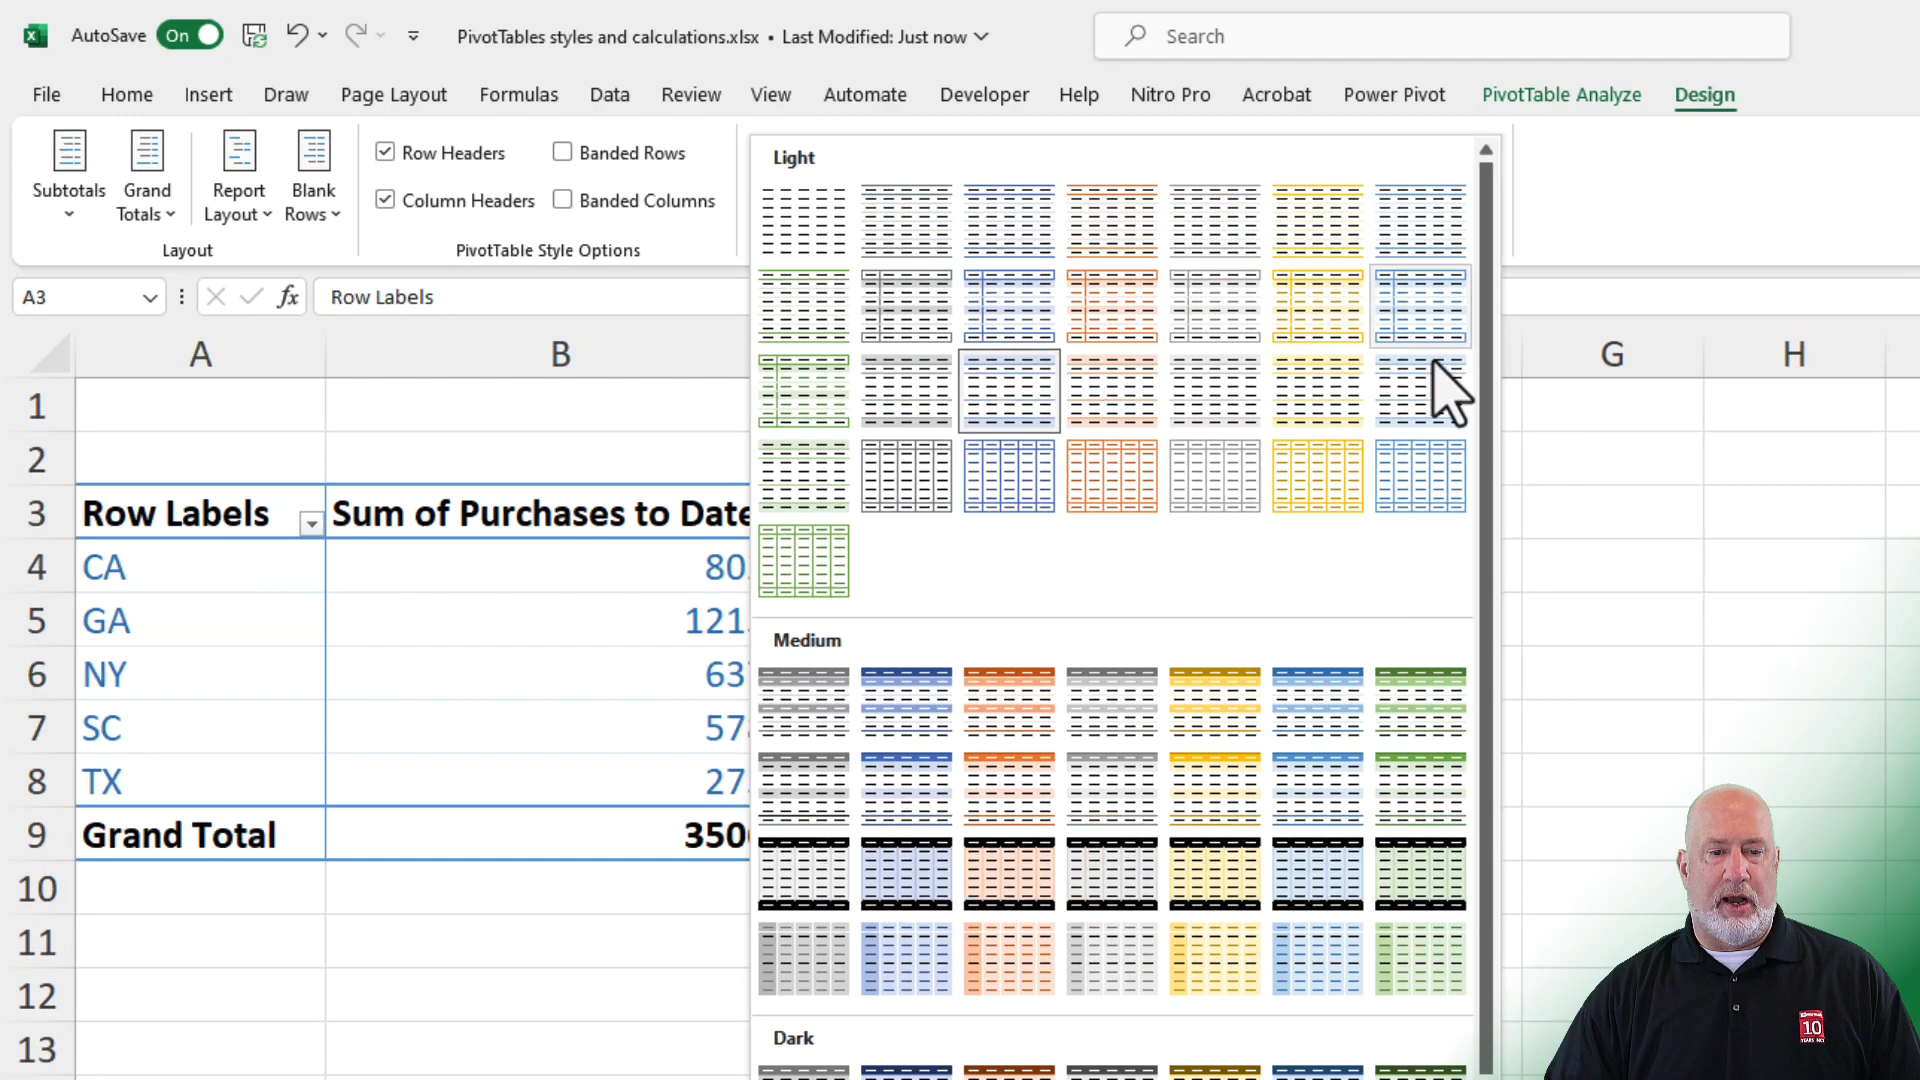 AutoSave On PivotTables styles and calculations.xlsx • Last Modified: Just now Search
File Home Insert Draw Page Layout Formulas Data Review View Automate Developer Help Nitro Pro Acrobat Power Pivot PivotTable Analyze Design
Subtotals Grand Totals Report Layout Blank Rows
Row Headers Banded Rows
Column Headers Banded Columns
Layout PivotTable Style Options
Light
A3 fx Row Labels
A B G H
1
2
3 Row Labels Sum of Purchases to Date
4 CA 80
5 GA 121
6 NY 63
7 SC 57
8 TX 27
9 Grand Total 350
10
11
12
13
Medium
Dark
10